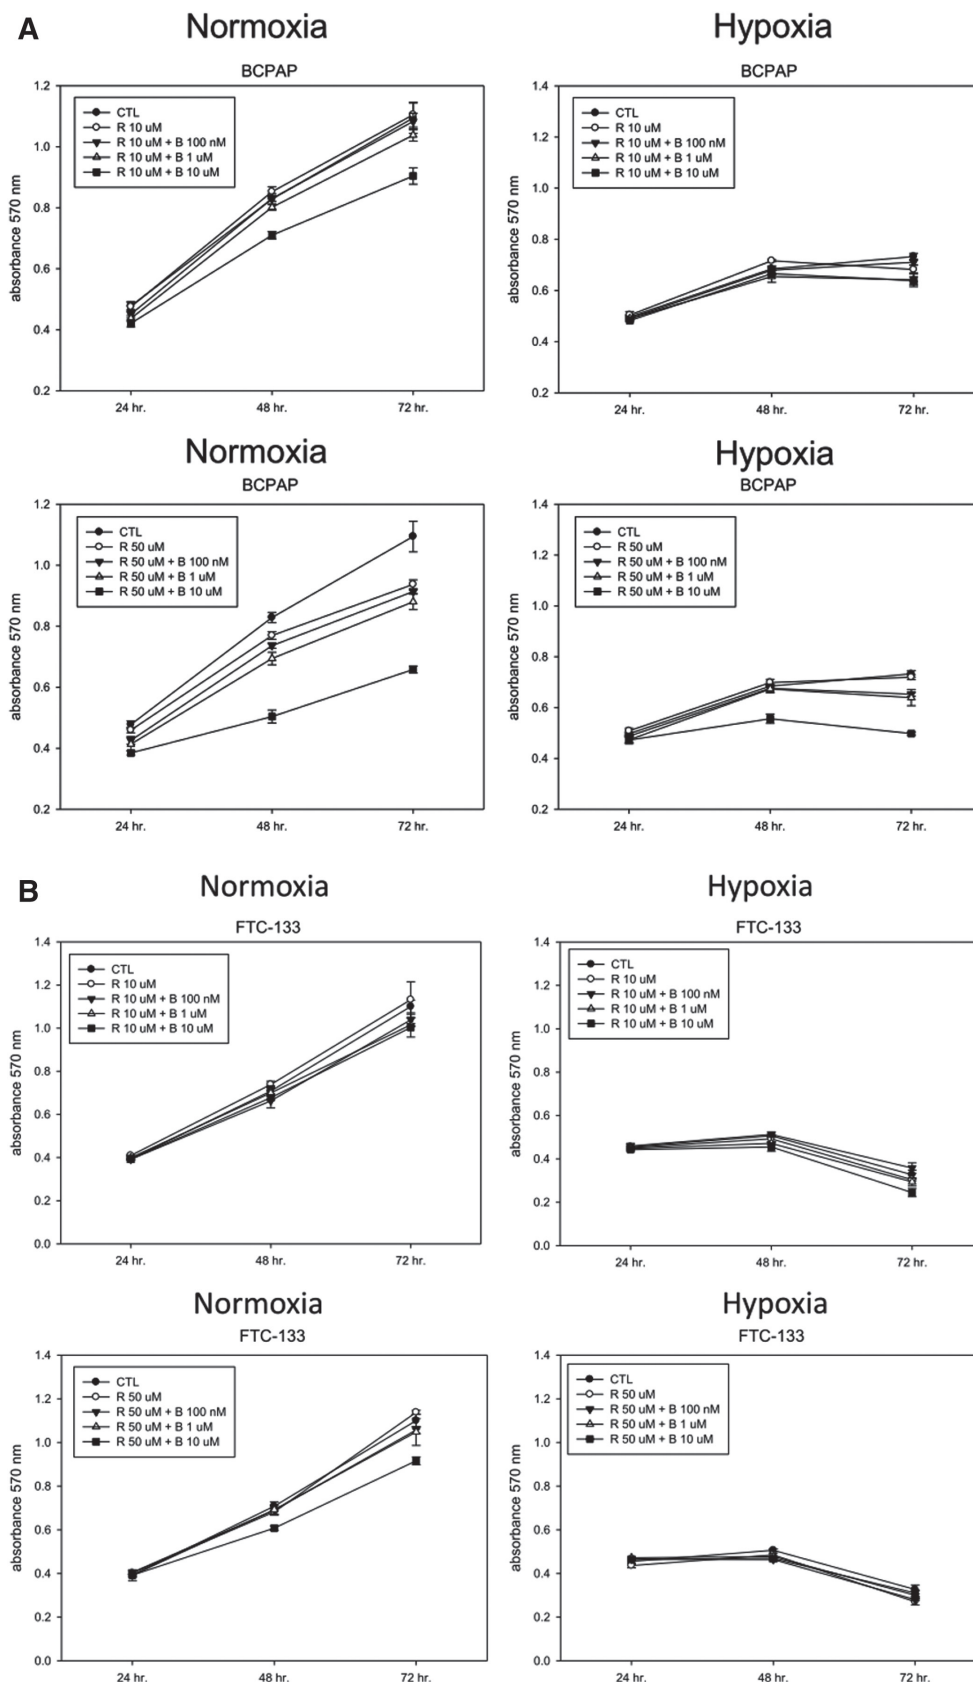 A
Normoxia
Hypoxia
BCPAP
1.2
1.0
0.8
0.6
0.4
0.2
absorbance 570 nm
CTL
R 10 uM
R 10 uM + B 100 nM
R 10 uM + B 1 uM
R 10 uM + B 10 uM
24 hr.
48 hr.
72 hr.
BCPAP
1.4
1.2
1.0
0.8
0.6
0.4
0.2
absorbance 570 nm
CTL
R 10 uM
R 10 uM + B 100 nM
R 10 uM + B 1 uM
R 10 uM + B 10 uM
24 hr.
48 hr.
72 hr.
Normoxia
BCPAP
1.2
1.0
0.8
0.6
0.4
0.2
absorbance 570 nm
CTL
R 50 uM
R 50 uM + B 100 nM
R 50 uM + B 1 uM
R 50 uM + B 10 uM
24 hr.
48 hr.
72 hr.
Hypoxia
BCPAP
1.4
1.2
1.0
0.8
0.6
0.4
0.2
absorbance 570 nm
CTL
R 50 uM
R 50 uM + B 100 nM
R 50 uM + B 1 uM
R 50 uM + B 10 uM
24 hr.
48 hr.
72 hr.
B
Normoxia
FTC-133
1.4
1.2
1.0
0.8
0.6
0.4
0.2
0.0
absorbance 570 nm
CTL
R 10 uM
R 10 uM + B 100 nM
R 10 uM + B 1 uM
R 10 uM + B 10 uM
24 hr.
48 hr.
72 hr.
Hypoxia
FTC-133
1.4
1.2
1.0
0.8
0.6
0.4
0.2
0.0
absorbance 570 nm
CTL
R 10 uM
R 10 uM + B 100 nM
R 10 uM + B 1 uM
R 10 uM + B 10 uM
24 hr.
48 hr.
72 hr.
Normoxia
FTC-133
1.4
1.2
1.0
0.8
0.6
0.4
0.2
0.0
absorbance 570 nm
CTL
R 50 uM
R 50 uM + B 100 nM
R 50 uM + B 1 uM
R 50 uM + B 10 uM
24 hr.
48 hr.
72 hr.
Hypoxia
FTC-133
1.4
1.2
1.0
0.8
0.6
0.4
0.2
0.0
absorbance 570 nm
CTL
R 50 uM
R 50 uM + B 100 nM
R 50 uM + B 1 uM
R 50 uM + B 10 uM
24 hr.
48 hr.
72 hr.